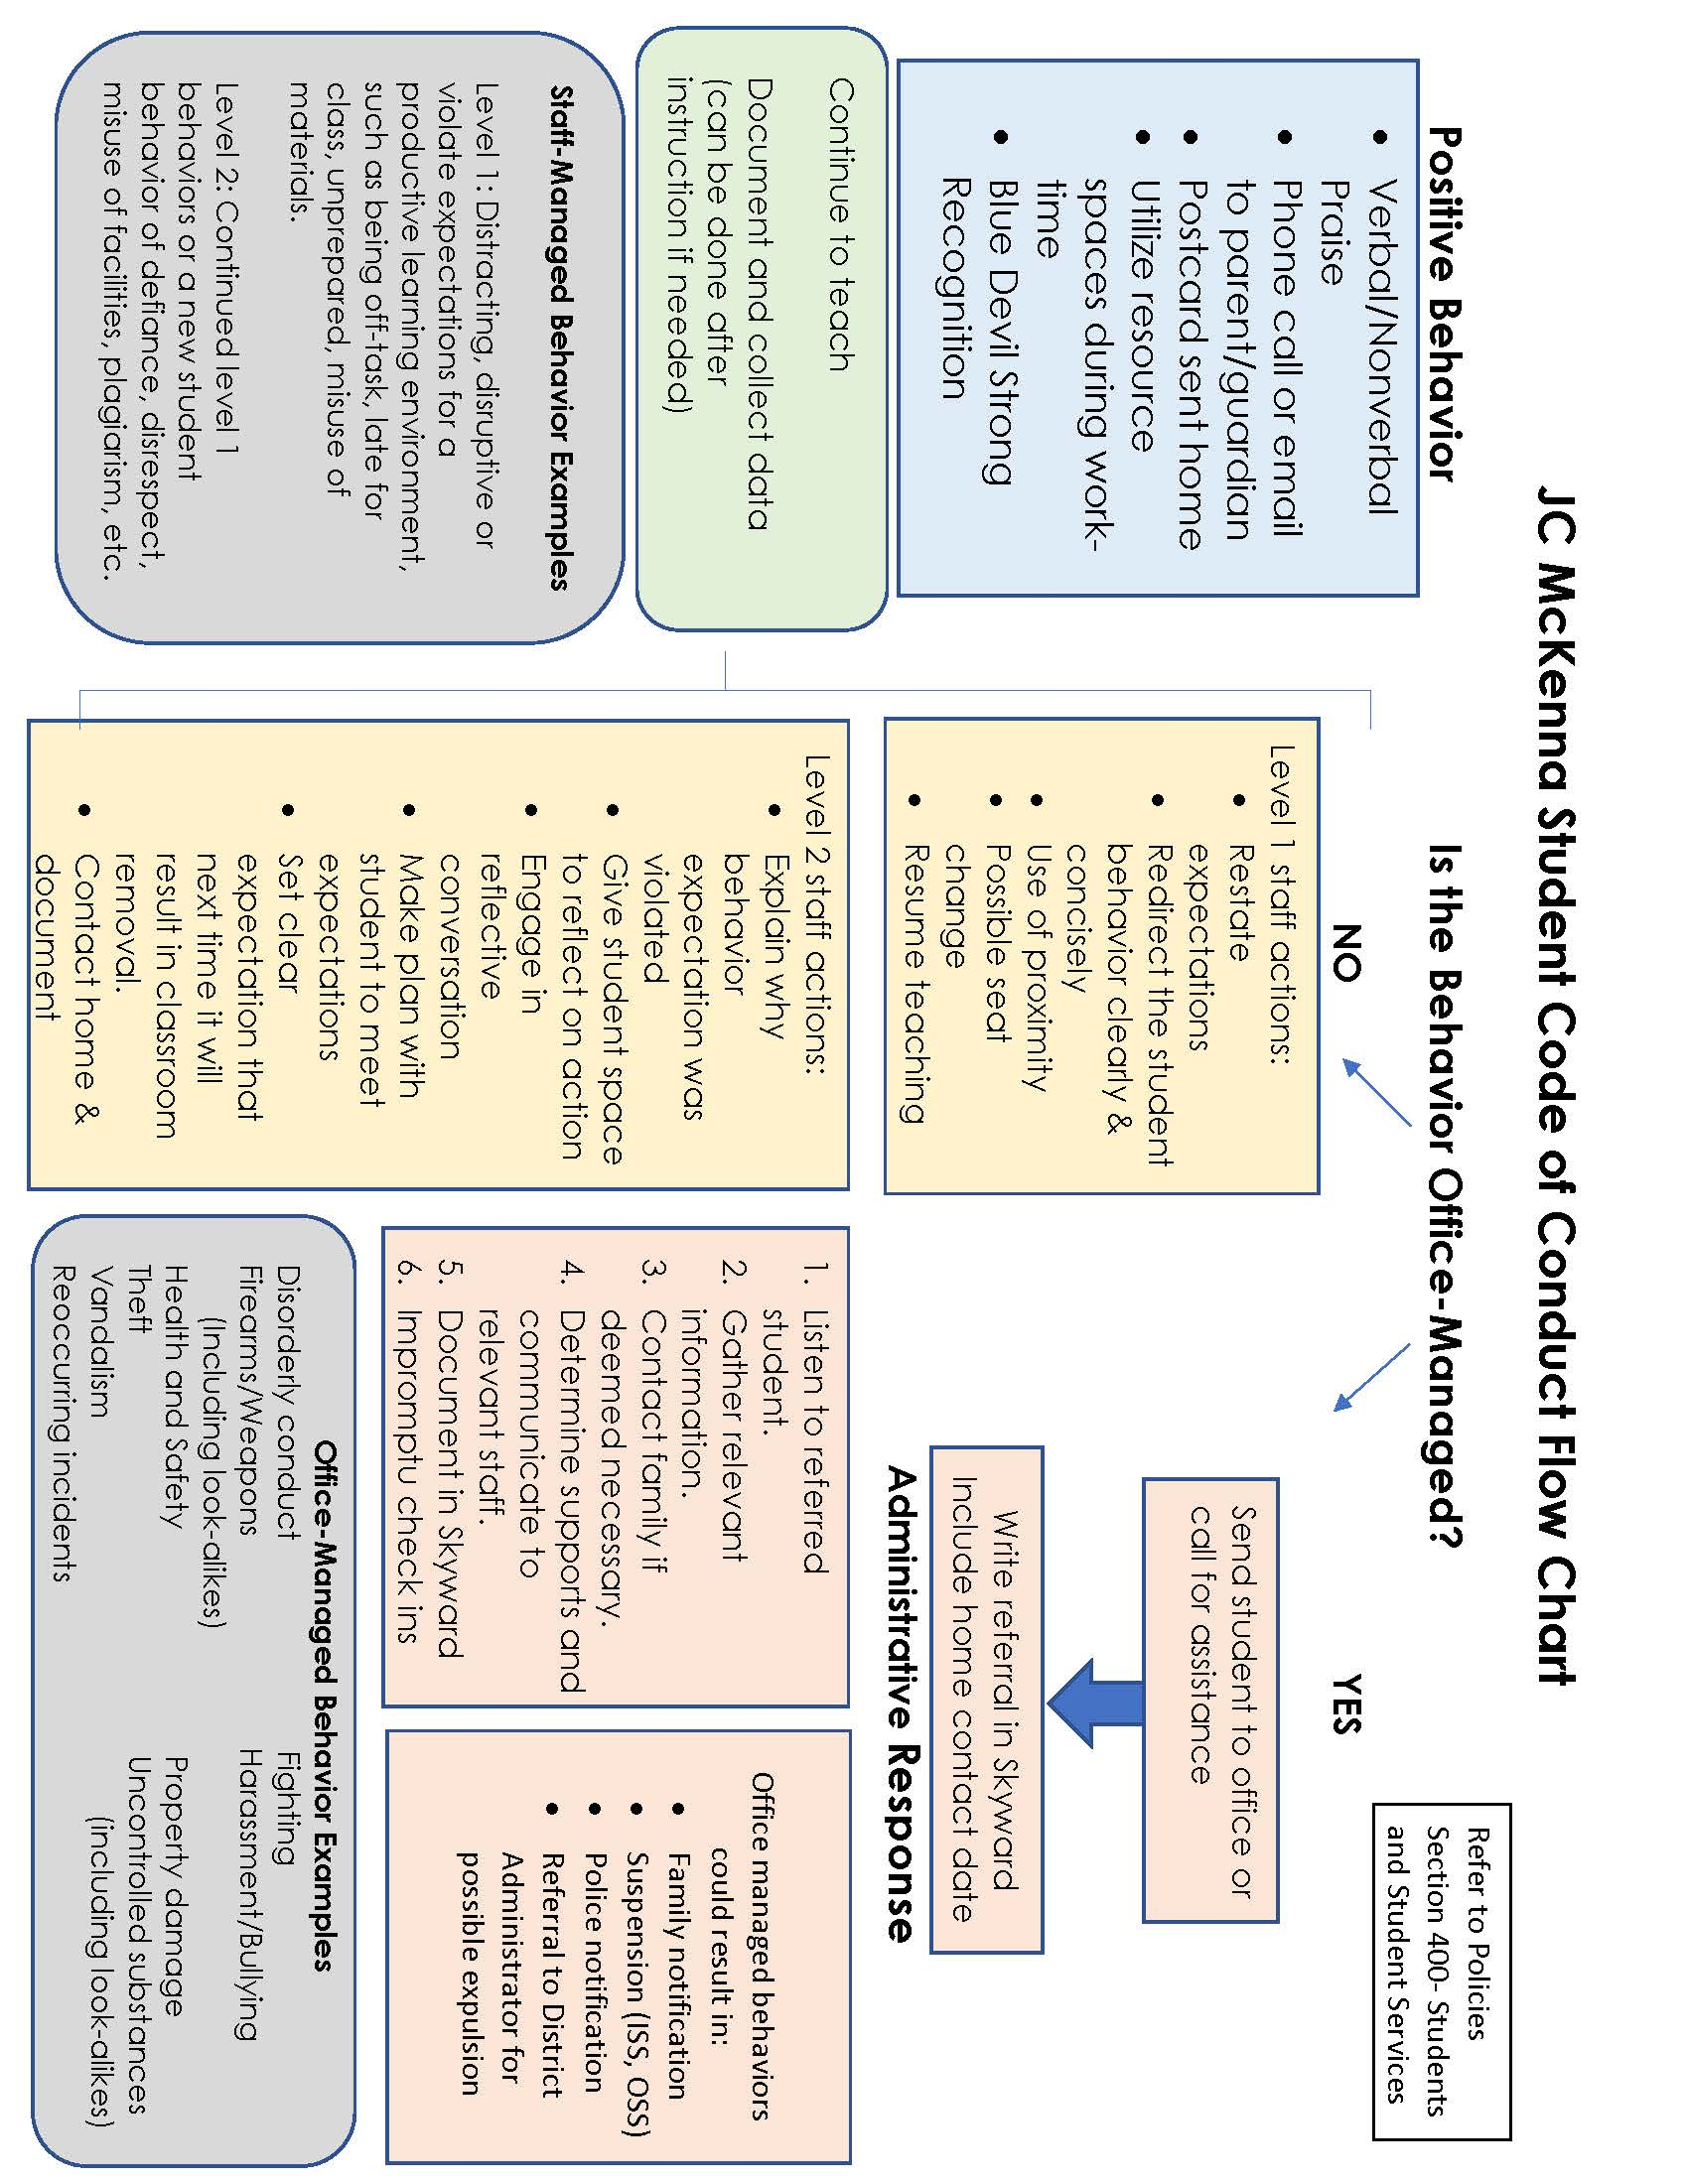 JC McKenna Student Code of Conduct Flow Chart
Refer to Policies
Section 400- Students
and Student Services
Positive Behavior
• Verbal/Nonverbal
Praise
• Phone call or email
to parent/guardian
• Postcard sent home
• Utilize resource
spaces during work-
time
• Blue Devil Strong
Recognition
Continue to teach
Document and collect data
(can be done after
instruction if needed)
Staff-Managed Behavior Examples
Level 1: Distracting, disruptive or
violate expectations for a
productive learning environment,
such as being off-task, late for
class, unprepared, misuse of
materials.
Level 2: Continued level 1
behaviors or a new student
behavior of defiance, disrespect,
misuse of facilities, plagiarism, etc.
Is the Behavior Office-Managed?
NO
Level 1 staff actions:
• Restate
expectations
• Redirect the student
behavior clearly &
concisely
• Use of proximity
• Possible seat
change
• Resume teaching
Level 2 staff actions:
• Explain why
behavior
expectation was
violated
• Give student space
to reflect on action
• Engage in
reflective
conversation
• Make plan with
student to meet
expectations
• Set clear
expectation that
next time it will
result in classroom
removal.
• Contact home &
document
YES
Send student to office or
call for assistance
Write referral in Skyward
Include home contact date
Administrative Response
1. Listen to referred
student.
2. Gather relevant
information.
3. Contact family if
deemed necessary.
4. Determine supports and
communicate to
relevant staff.
5. Document in Skyward
6. Impromptu check ins
Office managed behaviors
could result in:
• Family notification
• Suspension (ISS, OSS)
• Police notification
• Referral to District
Administrator for
possible expulsion
Office-Managed Behavior Examples
Disorderly conduct
Firearms/Weapons
(Including look-alikes)
Health and Safety
Theft
Vandalism
Reoccurring incidents
Fighting
Harassment/Bullying
Property damage
Uncontrolled substances
(including look-alikes)